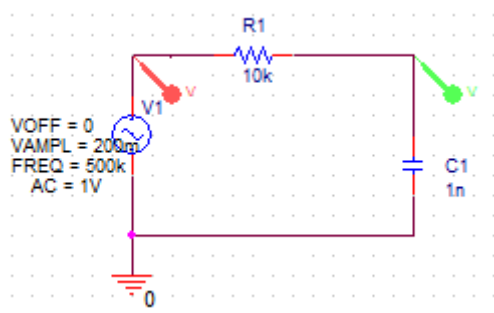 R1
10k
V
V
V1
VOFF = 0
VAMPL = 200m
FREQ = 500k
AC = 1V
C1
1n
0